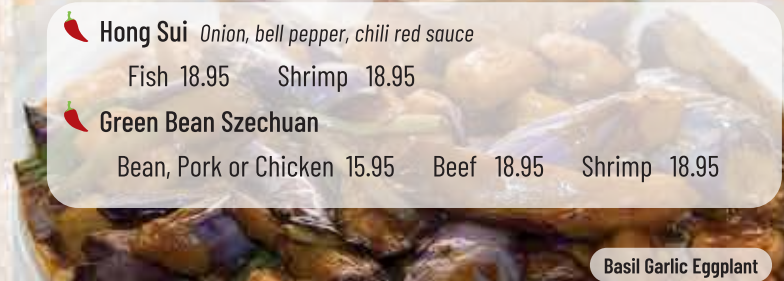 Hong Sui Onion, bell pepper, chili red sauce
Fish 18.95 Shrimp 18.95
Green Bean Szechuan
Bean, Pork or Chicken 15.95 Beef 18.95 Shrimp 18.95
Basil Garlic Eggplant